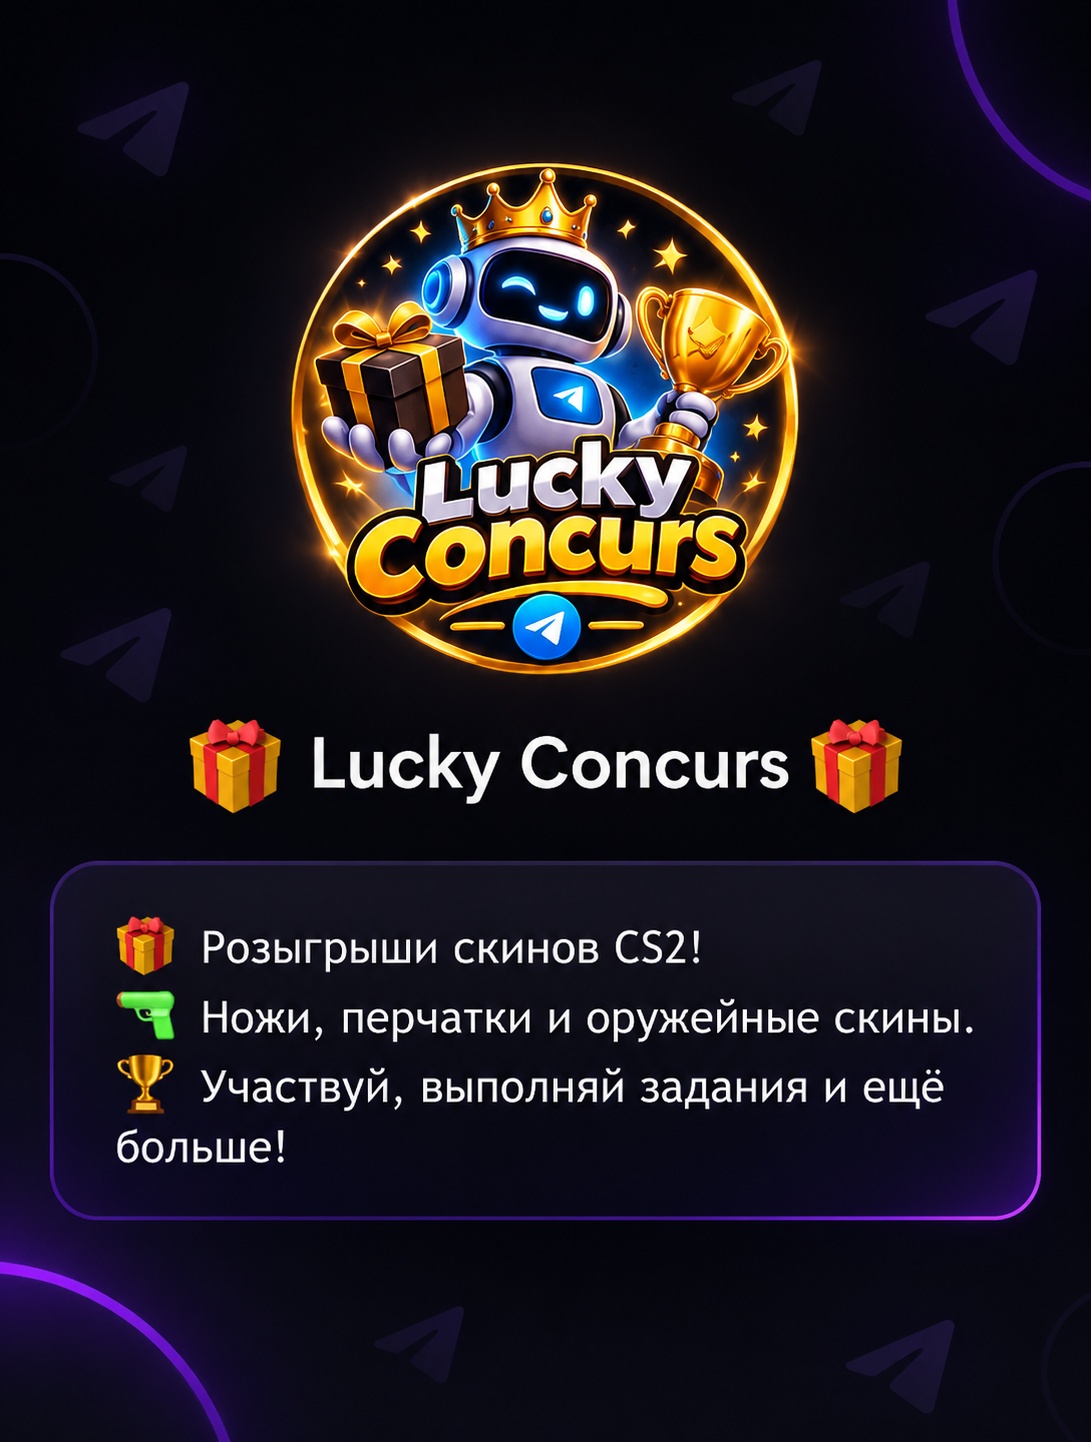 Lucky
Concurs
🎁 Lucky Concurs 🎁
🎁 Розыгрыши скинов CS2!
🔫 Ножи, перчатки и оружейные скины.
🏆 Участвуй, выполняй задания и ещё
больше!